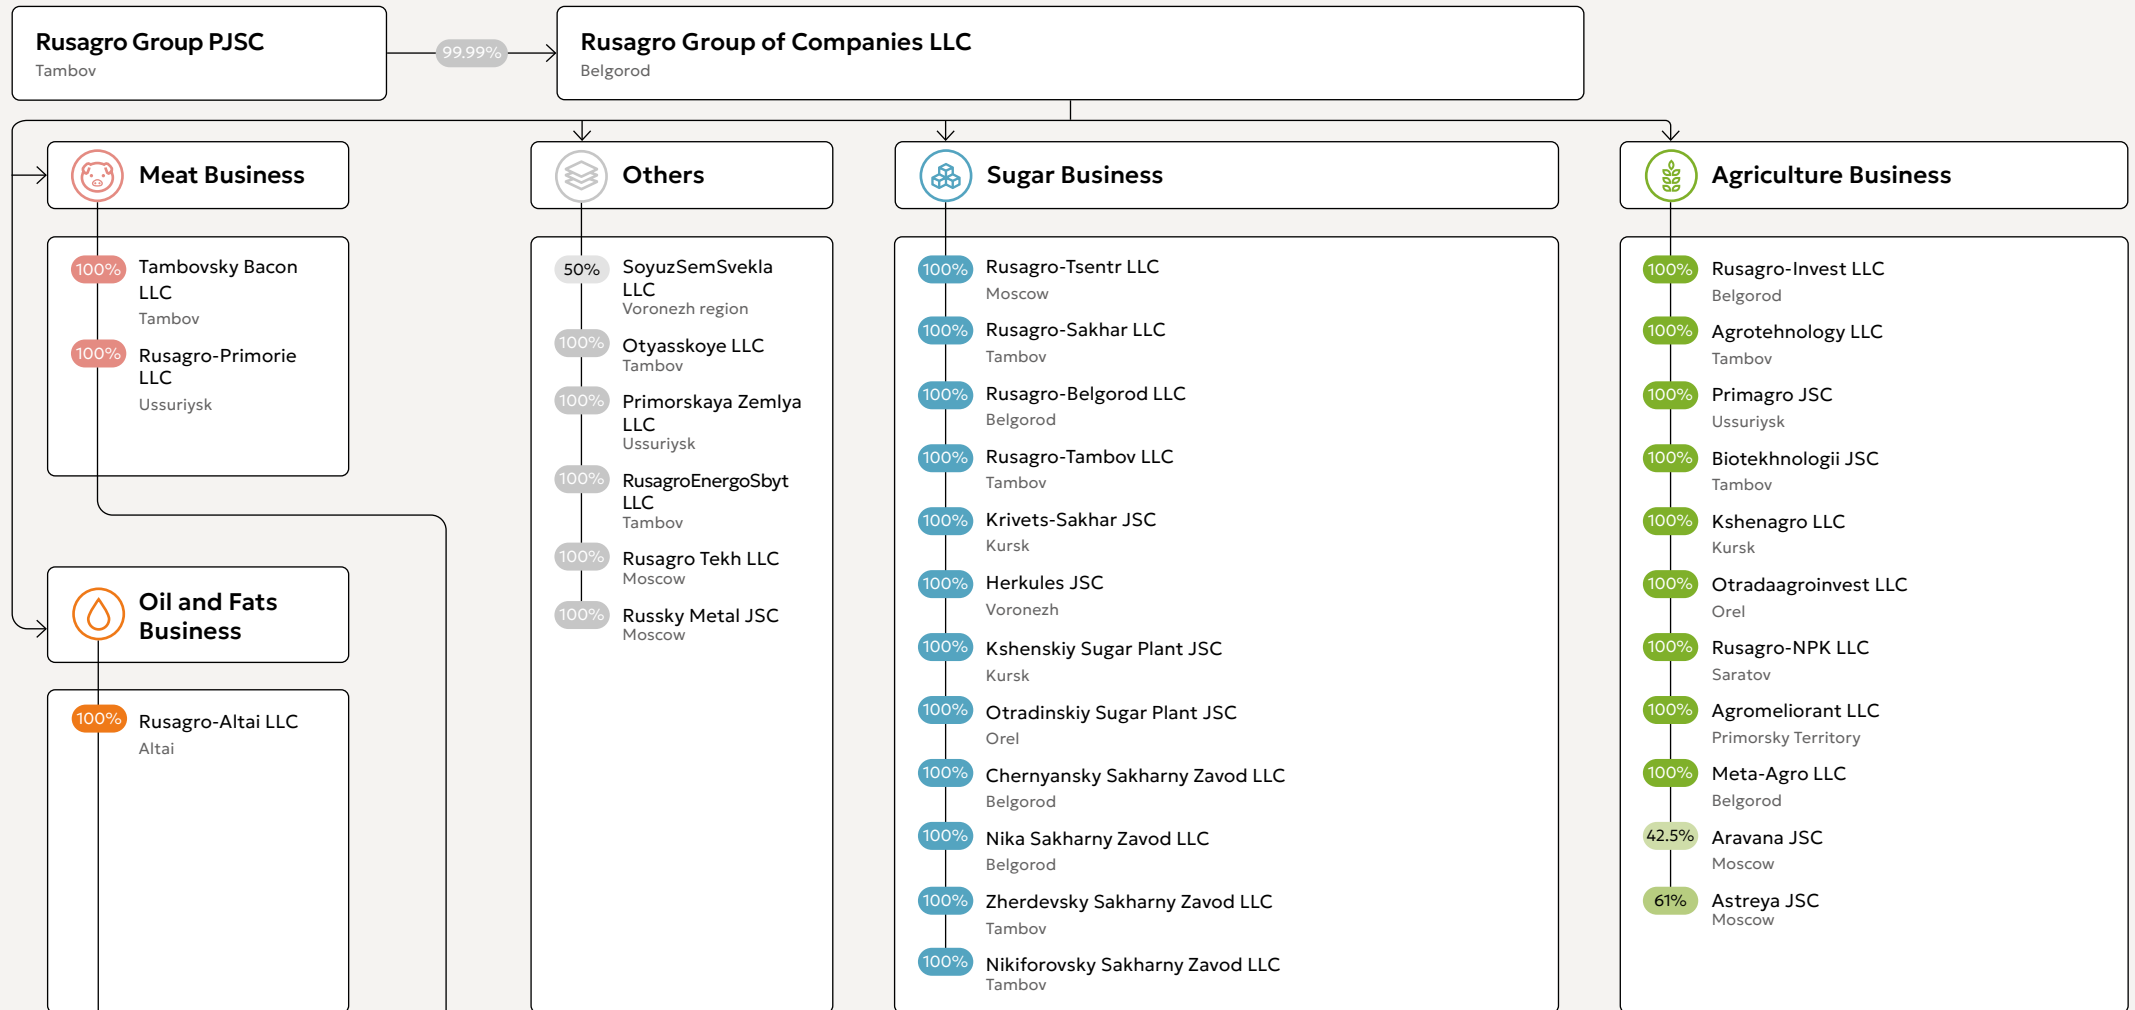 Rusagro Group PJSC
Tambov
99.99%
Rusagro Group of Companies LLC
Belgorod
Meat Business
100%
Tambovsky Bacon
LLC
Tambov
100%
Rusagro-Primorie
LLC
Ussuriysk
Oil and Fats
Business
100%
Rusagro-Altai LLC
Altai
Others
50%
SoyuzSemSvekla
LLC
Voronezh region
100%
Otyasskoye LLC
Tambov
100%
Primorskaya Zemlya
LLC
Ussuriysk
100%
RusagroEnergoSbyt
LLC
Tambov
100%
Rusagro Tekh LLC
Moscow
100%
Russky Metal JSC
Moscow
Sugar Business
100%
Rusagro-Tsentr LLC
Moscow
100%
Rusagro-Sakhar LLC
Tambov
100%
Rusagro-Belgorod LLC
Belgorod
100%
Rusagro-Tambov LLC
Tambov
100%
Krivets-Sakhar JSC
Kursk
100%
Herkules JSC
Voronezh
100%
Kshenskiy Sugar Plant JSC
Kursk
100%
Otradinskiy Sugar Plant JSC
Orel
100%
Chernyansky Sakharny Zavod LLC
Belgorod
100%
Nika Sakharny Zavod LLC
Belgorod
100%
Zherdevsky Sakharny Zavod LLC
Tambov
100%
Nikiforovsky Sakharny Zavod LLC
Tambov
Agriculture Business
100%
Rusagro-Invest LLC
Belgorod
100%
Agrotehnology LLC
Tambov
100%
Primagro JSC
Ussuriysk
100%
Biotekhnologii JSC
Tambov
100%
Kshenagro LLC
Kursk
100%
Otradaagroinvest LLC
Orel
100%
Rusagro-NPK LLC
Saratov
100%
Agromeliorant LLC
Primorsky Territory
100%
Meta-Agro LLC
Belgorod
42.5%
Aravana JSC
Moscow
61%
Astreya JSC
Moscow